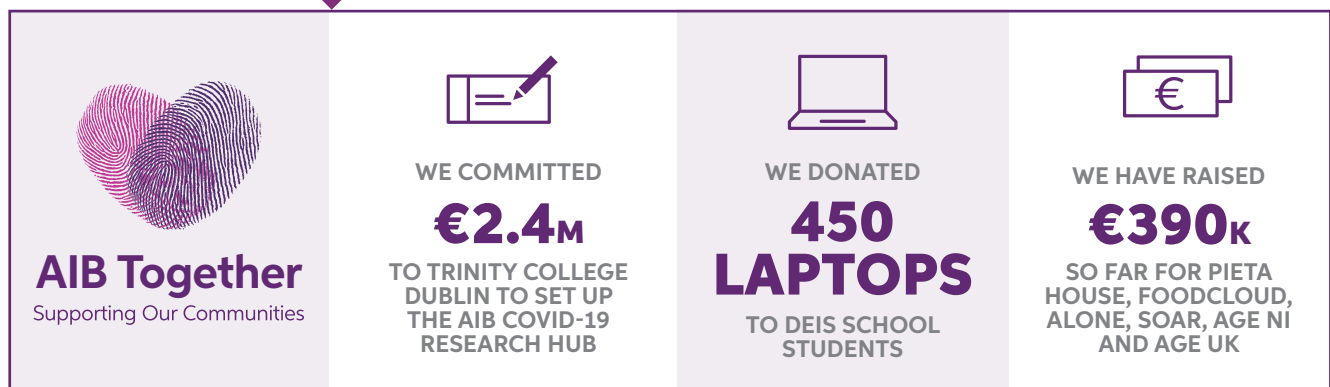 AIB Together
Supporting Our Communities
WE COMMITTED
€2.4M
TO TRINITY COLLEGE
DUBLIN TO SET UP
THE AIB COVID-19
RESEARCH HUB
WE DONATED
450
LAPTOPS
TO DEIS SCHOOL
STUDENTS
€
WE HAVE RAISED
€390K
SO FAR FOR PIETA
HOUSE, FOODCLOUD,
ALONE, SOAR, AGE NI
AND AGE UK